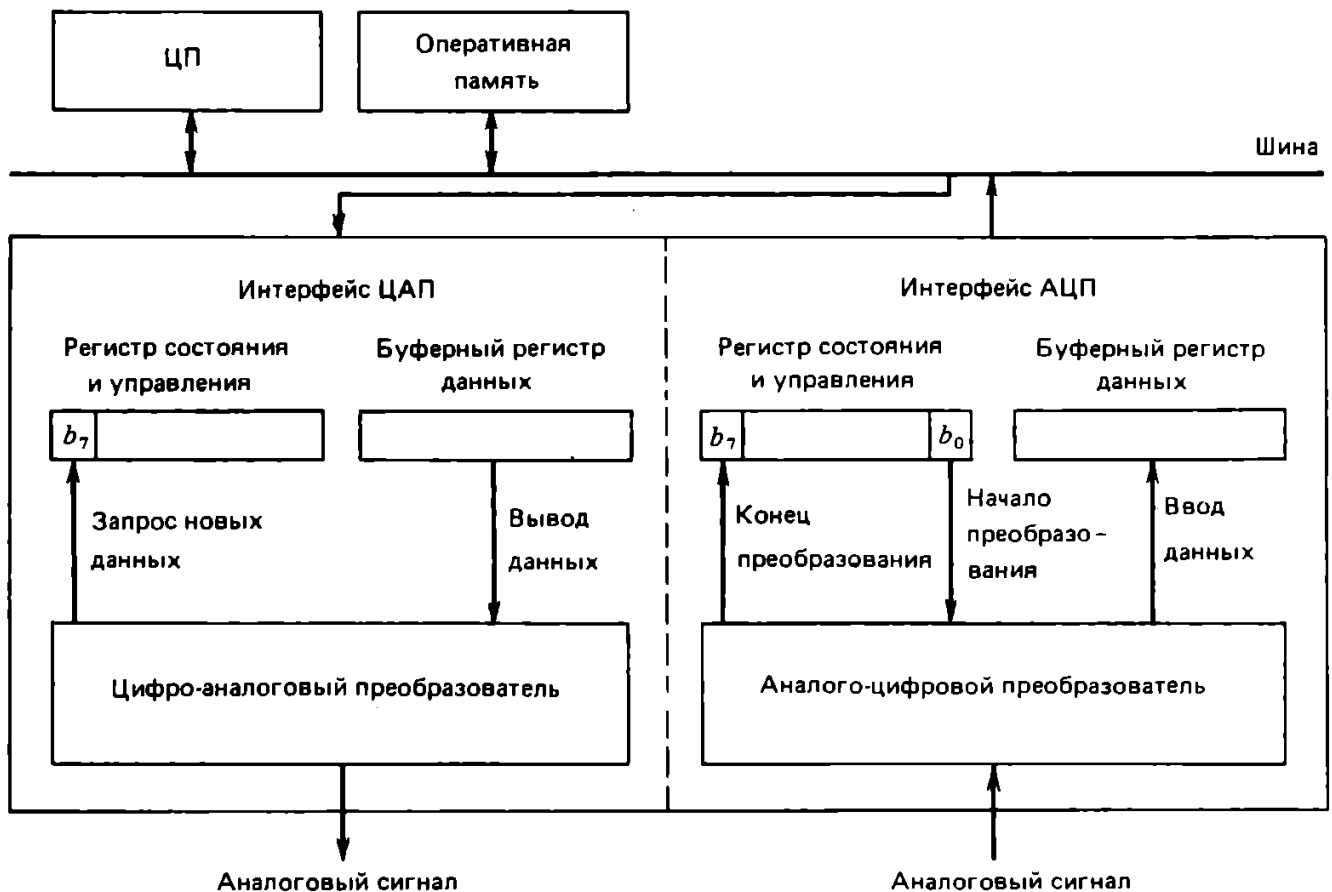 ЦП
Оперативная
память
Шина
Интерфейс ЦАП
Регистр состояния
и управления
Буферный регистр
данных
b₇
Запрос новых
данных
Вывод
данных
Цифро-аналоговый преобразователь
Аналоговый сигнал
Интерфейс АЦП
Регистр состояния
и управления
Буферный регистр
данных
b₇
b₀
Конец
преобразования
Начало
преобразо-
вания
Ввод
данных
Аналого-цифровой преобразователь
Аналоговый сигнал